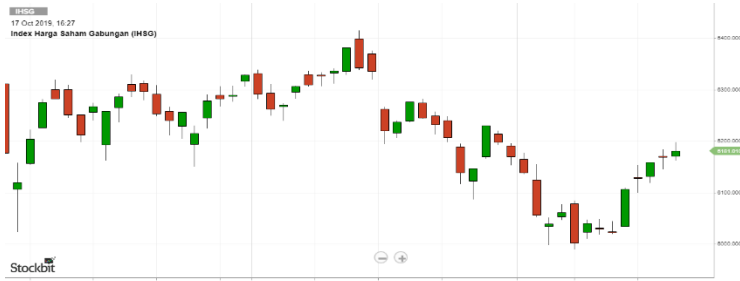 IHSG
17 Oct 2019, 16:27
Index Harga Saham Gabungan (IHSG)
6400.000
6300.000
6200.000
6100.000
6000.000
Stockbit